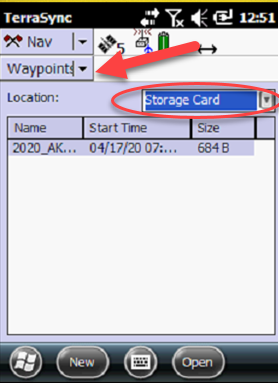 TerraSync 12:51
Nav
5
Waypoints
Location: Storage Card
Name Start Time Size
2020_AK... 04/17/20 07:... 684 B
New Open